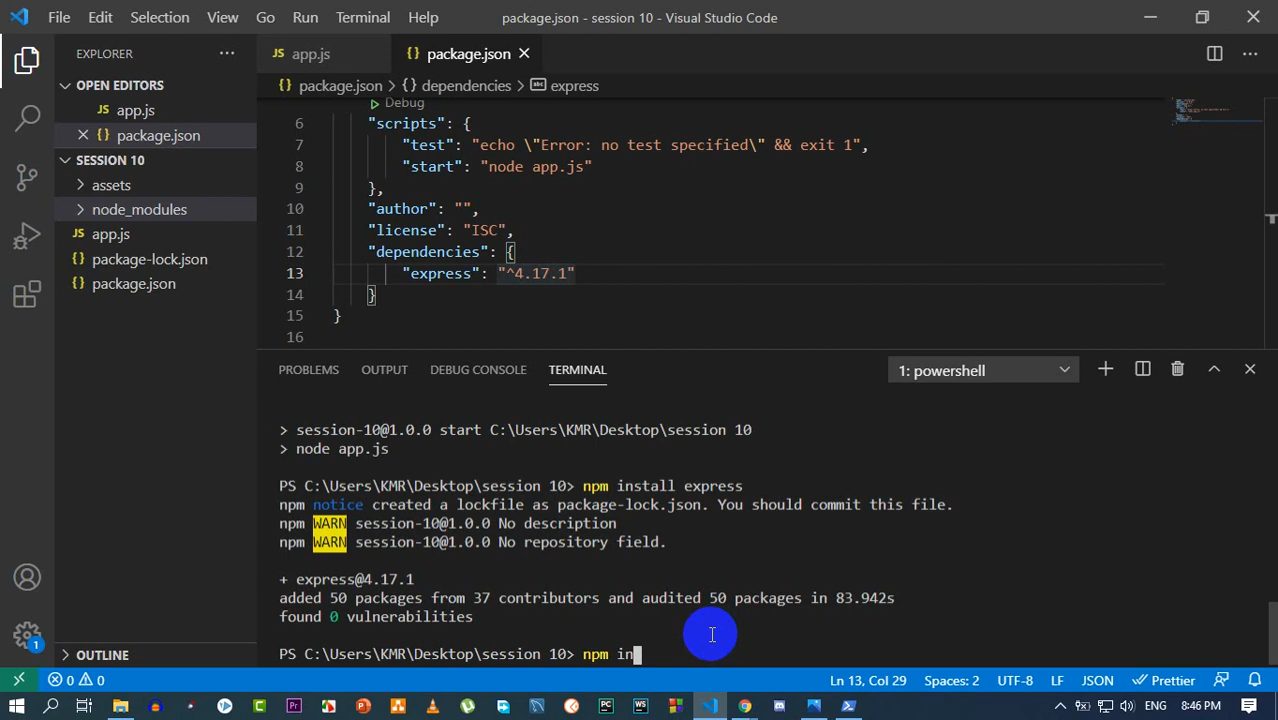 File Edit Selection View Go Run Terminal Help package.json - session 10 - Visual Studio Code
EXPLORER
OPEN EDITORS
app.js
package.json
SESSION 10
assets
node_modules
app.js
package-lock.json
package.json
OUTLINE
JS app.js {} package.json
{} package.json > {} dependencies > abc express
Debug
6 "scripts": {
7 "test": "echo \"Error: no test specified\" && exit 1",
8 "start": "node app.js"
9 },
10 "author": "",
11 "license": "ISC",
12 "dependencies": {
13 "express": "^4.17.1"
14 }
15 }
16
PROBLEMS OUTPUT DEBUG CONSOLE TERMINAL 1: powershell
> session-10@1.0.0 start C:\Users\KMR\Desktop\session 10
> node app.js
PS C:\Users\KMR\Desktop\session 10> npm install express
npm notice created a lockfile as package-lock.json. You should commit this file.
npm WARN session-10@1.0.0 No description
npm WARN session-10@1.0.0 No repository field.
+ express@4.17.1
added 50 packages from 37 contributors and audited 50 packages in 83.942s
found 0 vulnerabilities
PS C:\Users\KMR\Desktop\session 10> npm in
0 0 Ln 13, Col 29 Spaces: 2 UTF-8 LF JSON Prettier
8:46 PM